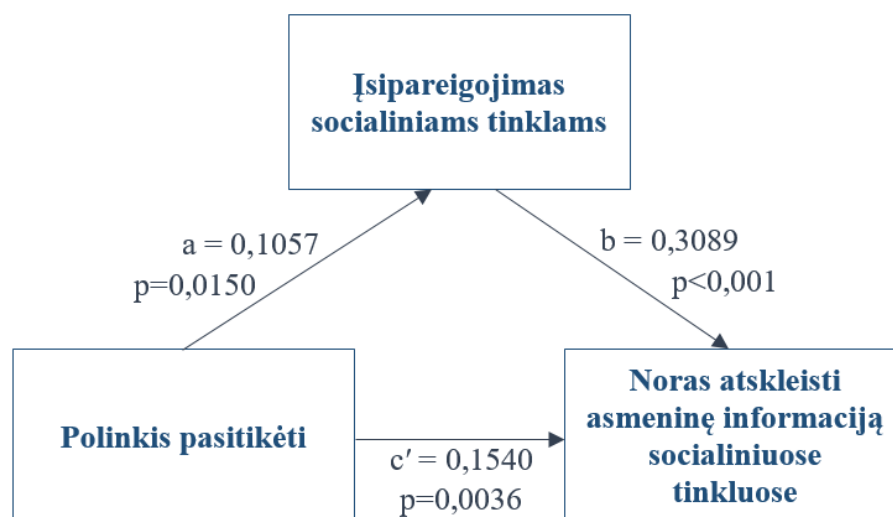 Įsipareigojimas
socialiniams tinklams
a = 0,1057
p=0,0150
b = 0,3089
p<0,001
Polinkis pasitikėti
c′ = 0,1540
p=0,0036
Noras atskleisti
asmeninę informaciją
socialiniuose
tinkluose